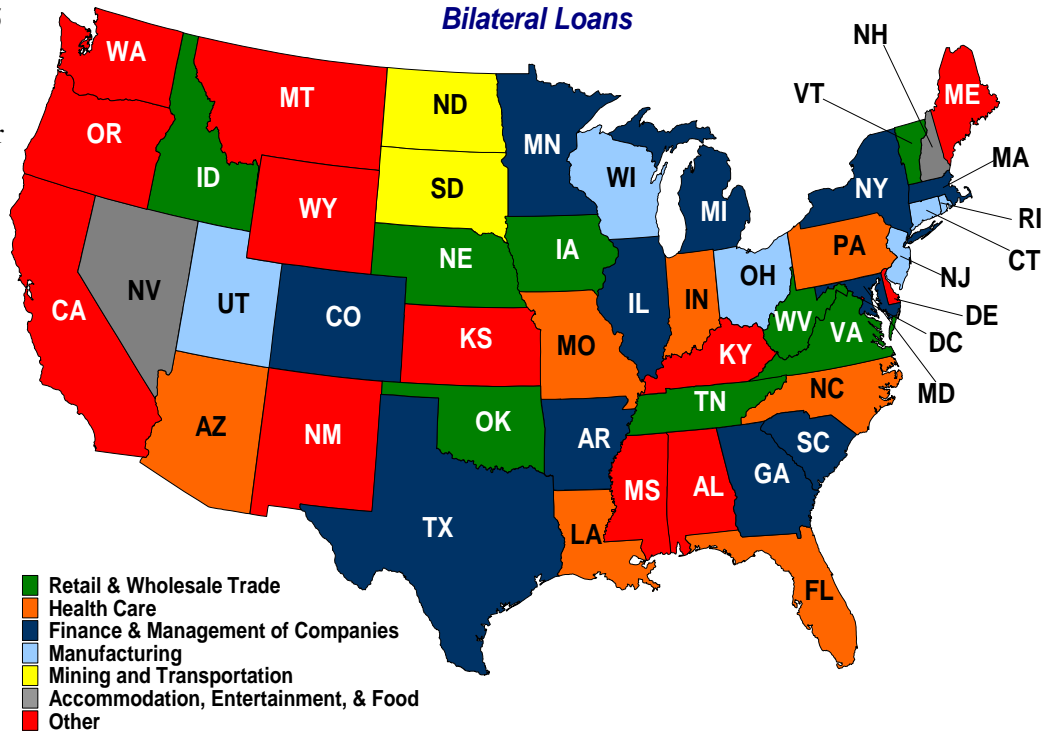 Bilateral Loans
NH
WA
VT
ME
MT
ND
OR
MN
MA
ID
SD
WI
NY
WY
MI
RI
PA
CT
NE
IA
OH
NJ
NV
UT
IL
IN
CA
CO
DE
WV
VA
KS
MO
KY
DC
MD
NC
TN
AZ
OK
NM
AR
SC
GA
MS
AL
TX
LA
FL
Retail & Wholesale Trade
Health Care
Finance & Management of Companies
Manufacturing
Mining and Transportation
Accommodation, Entertainment, & Food
Other